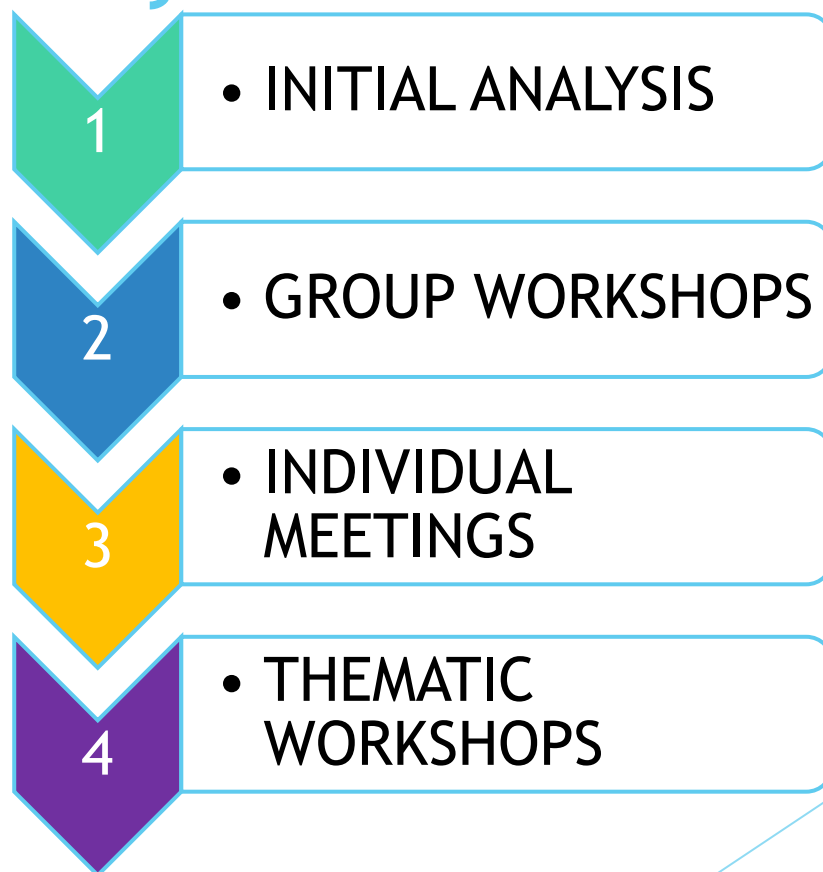 1
• INITIAL ANALYSIS
2
• GROUP WORKSHOPS
3
• INDIVIDUAL
MEETINGS
4
• THEMATIC
WORKSHOPS